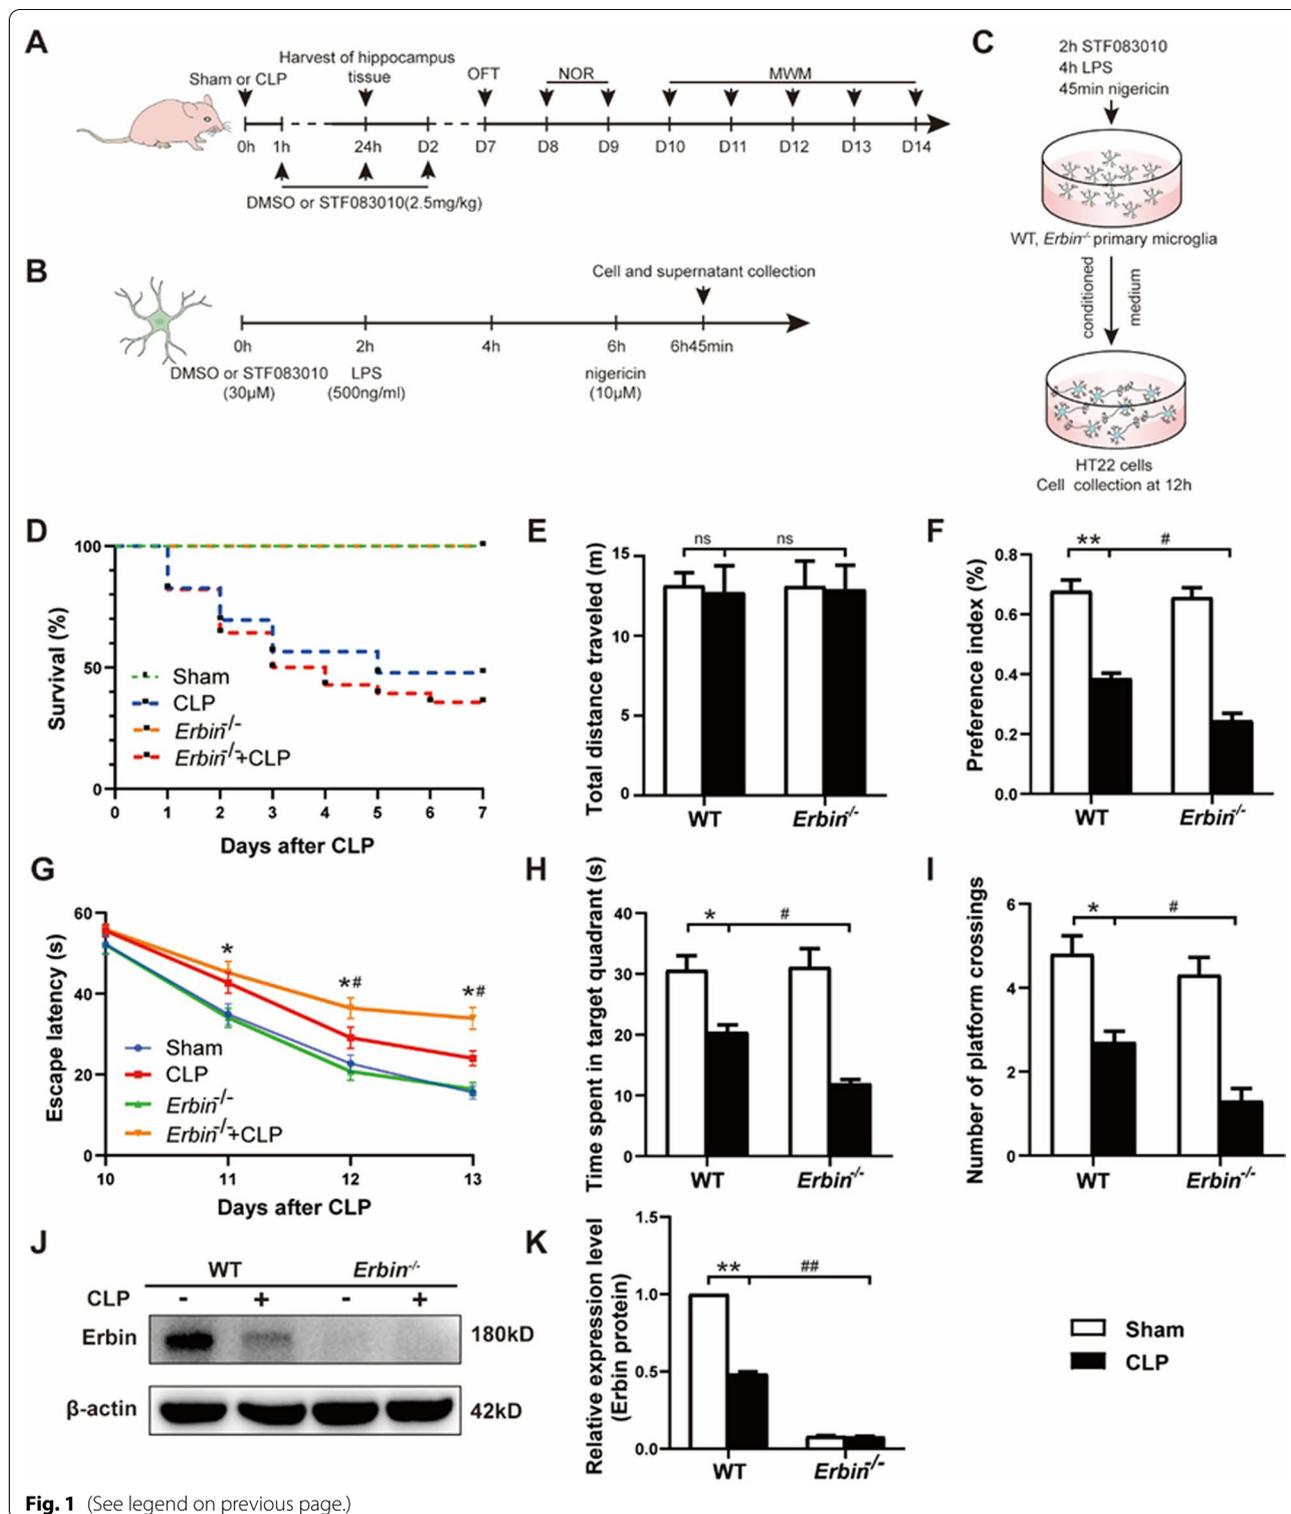 A
Sham or CLP
Harvest of hippocampus
tissue
OFT
NOR
MWM
0h 1h 24h D2 D7 D8 D9 D10 D11 D12 D13 D14
DMSO or STF083010(2.5mg/kg)
B
Cell and supernatant collection
0h 2h 4h 6h 6h45min
DMSO or STF083010 LPS nigericin
(30μM) (500ng/ml) (10μM)
C
2h STF083010
4h LPS
45min nigericin
WT, Erbin-/- primary microglia
conditioned
medium
HT22 cells
Cell collection at 12h
D
Survival (%)
100
50
0
Sham
CLP
Erbin-/-
Erbin-/-+CLP
0 1 2 3 4 5 6 7
Days after CLP
E
Total distance traveled (m)
ns ns
15
10
5
0
WT Erbin-/-
F
Preference index (%)
** #
0.8
0.6
0.4
0.2
0.0
WT Erbin-/-
G
Escape latency (s)
60
40
20
0
* *# *#
Sham
CLP
Erbin-/-
Erbin-/-+CLP
10 11 12 13
Days after CLP
H
Time spent in target quadrant (s)
* #
40
30
20
10
0
WT Erbin-/-
I
Number of platform crossings
* #
6
4
2
0
WT Erbin-/-
J
WT Erbin-/-
CLP - + - +
Erbin 180kD
β-actin 42kD
K
Relative expression level
(Erbin protein)
** ##
1.5
1.0
0.5
0.0
WT Erbin-/-
Sham
CLP
Fig. 1 (See legend on previous page.)